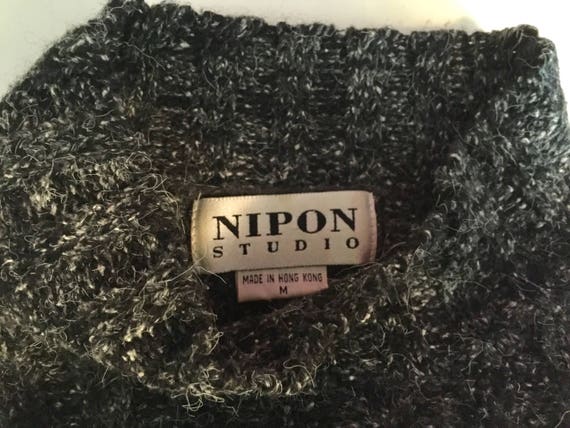 NIPON
STUDIO
MADE IN HONG KONG
M